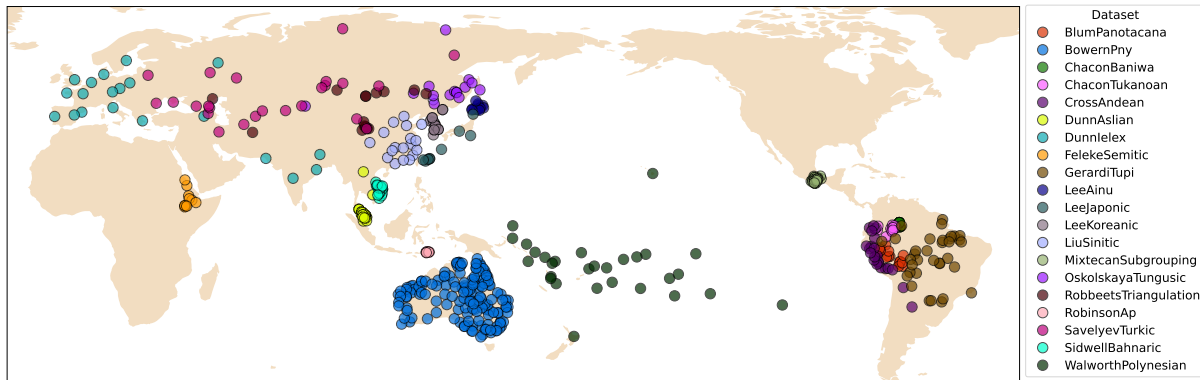 Dataset
BlumPanotacana
BowernPny
ChaconBaniwa
ChaconTukanoan
CrossAndean
DunnAslian
DunnIelex
FelekeSemitic
GerardiTupi
LeeAinu
LeeJaponic
LeeKoreanic
LiuSinitic
MixtecanSubgrouping
OskolskayaTungusic
RobbeetsTriangulation
RobinsonAp
SavelyevTurkic
SidwellBahnaric
WalworthPolynesian